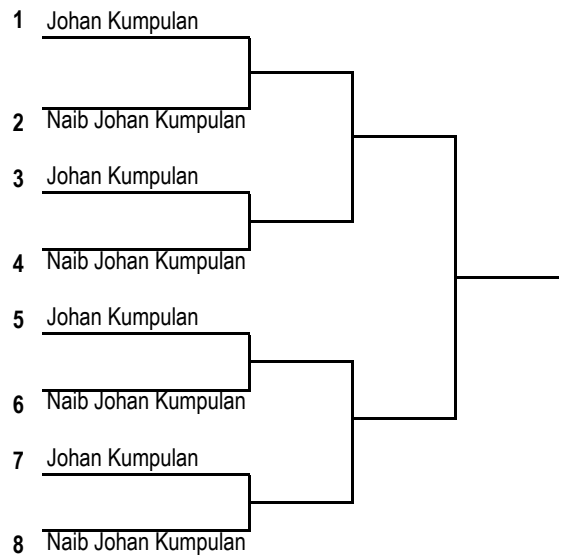 1 Johan Kumpulan
2 Naib Johan Kumpulan
3 Johan Kumpulan
4 Naib Johan Kumpulan
5 Johan Kumpulan
6 Naib Johan Kumpulan
7 Johan Kumpulan
8 Naib Johan Kumpulan